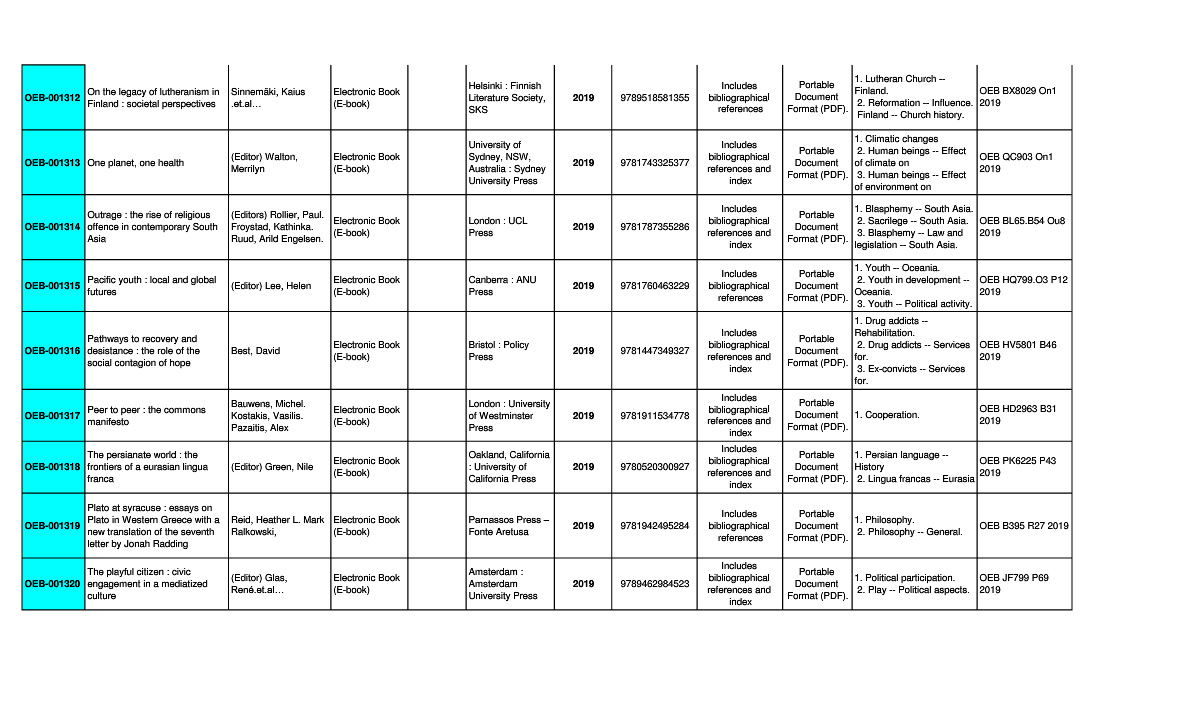 OEB-001312
On the legacy of lutheranism in
Finland : societal perspectives
Sinnemäki, Kaius
.et.al…
Electronic Book
(E-book)
Helsinki : Finnish
Literature Society,
SKS
2019
9789518581355
Includes
bibliographical
references
Portable
Document
Format (PDF).
1. Lutheran Church --
Finland.
2. Reformation -- Influence.
Finland -- Church history.
OEB BX8029 On1
2019
OEB-001313
One planet, one health
(Editor) Walton,
Merrilyn
Electronic Book
(E-book)
University of
Sydney, NSW,
Australia : Sydney
University Press
2019
9781743325377
Includes
bibliographical
references and
index
Portable
Document
Format (PDF).
1. Climatic changes
2. Human beings -- Effect
of climate on
3. Human beings -- Effect
of environment on
OEB QC903 On1
2019
OEB-001314
Outrage : the rise of religious
offence in contemporary South
Asia
(Editors) Rollier, Paul.
Froystad, Kathinka.
Ruud, Arild Engelsen.
Electronic Book
(E-book)
London : UCL
Press
2019
9781787355286
Includes
bibliographical
references and
index
Portable
Document
Format (PDF).
1. Blasphemy -- South Asia.
2. Sacrilege -- South Asia.
3. Blasphemy -- Law and
legislation -- South Asia.
OEB BL65.B54 Ou8
2019
OEB-001315
Pacific youth : local and global
futures
(Editor) Lee, Helen
Electronic Book
(E-book)
Canberra : ANU
Press
2019
9781760463229
Includes
bibliographical
references
Portable
Document
Format (PDF).
1. Youth -- Oceania.
2. Youth in development --
Oceania.
3. Youth -- Political activity.
OEB HQ799.O3 P12
2019
OEB-001316
Pathways to recovery and
desistance : the role of the
social contagion of hope
Best, David
Electronic Book
(E-book)
Bristol : Policy
Press
2019
9781447349327
Includes
bibliographical
references and
index
Portable
Document
Format (PDF).
1. Drug addicts --
Rehabilitation.
2. Drug addicts -- Services
for.
3. Ex-convicts -- Services
for.
OEB HV5801 B46
2019
OEB-001317
Peer to peer : the commons
manifesto
Bauwens, Michel.
Kostakis, Vasilis.
Pazaitis, Alex
Electronic Book
(E-book)
London : University
of Westminster
Press
2019
9781911534778
Includes
bibliographical
references and
index
Portable
Document
Format (PDF).
1. Cooperation.
OEB HD2963 B31
2019
OEB-001318
The persianate world : the
frontiers of a eurasian lingua
franca
(Editor) Green, Nile
Electronic Book
(E-book)
Oakland, California
: University of
California Press
2019
9780520300927
Includes
bibliographical
references and
index
Portable
Document
Format (PDF).
1. Persian language --
History
2. Lingua francas -- Eurasia
OEB PK6225 P43
2019
OEB-001319
Plato at syracuse : essays on
Plato in Western Greece with a
new translation of the seventh
letter by Jonah Radding
Reid, Heather L. Mark
Ralkowski,
Electronic Book
(E-book)
Parnassos Press –
Fonte Aretusa
2019
9781942495284
Includes
bibliographical
references
Portable
Document
Format (PDF).
1. Philosophy.
2. Philosophy -- General.
OEB B395 R27 2019
OEB-001320
The playful citizen : civic
engagement in a mediatized
culture
(Editor) Glas,
René.et.al…
Electronic Book
(E-book)
Amsterdam :
Amsterdam
University Press
2019
9789462984523
Includes
bibliographical
references and
index
Portable
Document
Format (PDF).
1. Political participation.
2. Play -- Political aspects.
OEB JF799 P69
2019